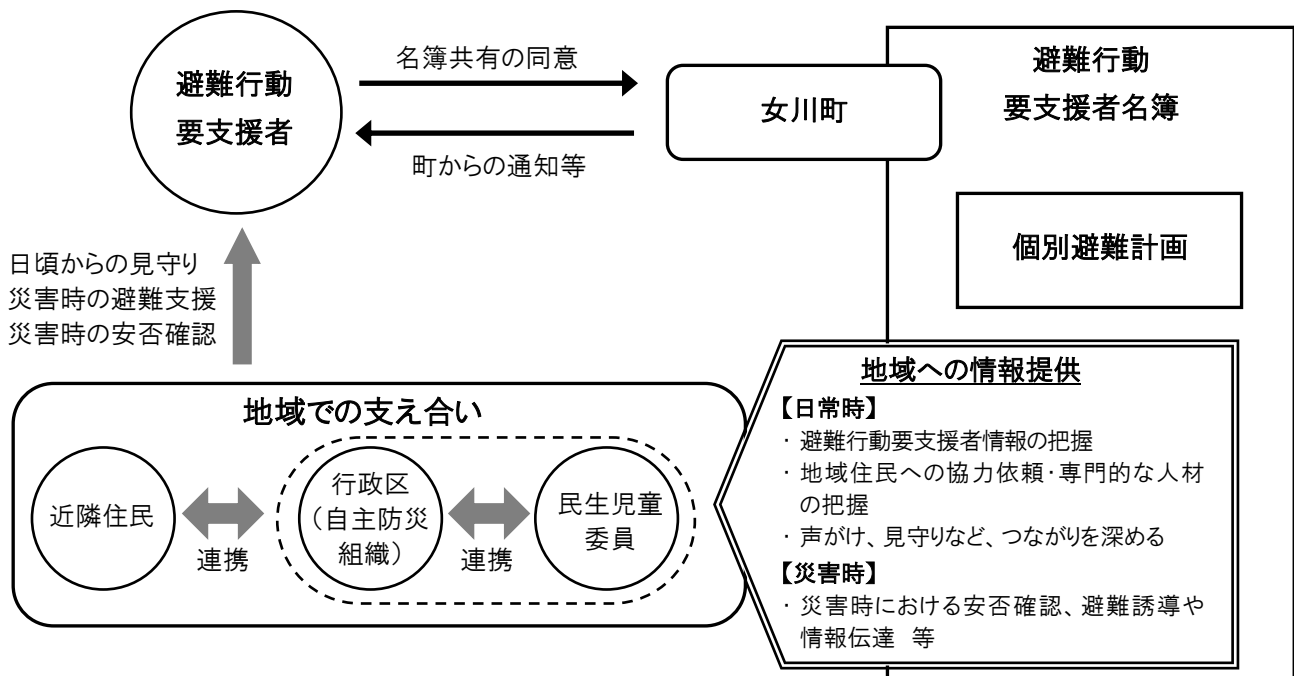 避難行動
要支援者
名簿共有の同意
町からの通知等
女川町
避難行動
要支援者名簿
個別避難計画
日頃からの見守り
災害時の避難支援
災害時の安否確認
地域での支え合い
近隣住民
連携
行政区
（自主防災
組織）
連携
民生児童
委員
地域への情報提供
【日常時】
・避難行動要支援者情報の把握
・地域住民への協力依頼・専門的な人材
の把握
・声がけ、見守りなど、つながりを深める
【災害時】
・災害時における安否確認、避難誘導や
情報伝達　等